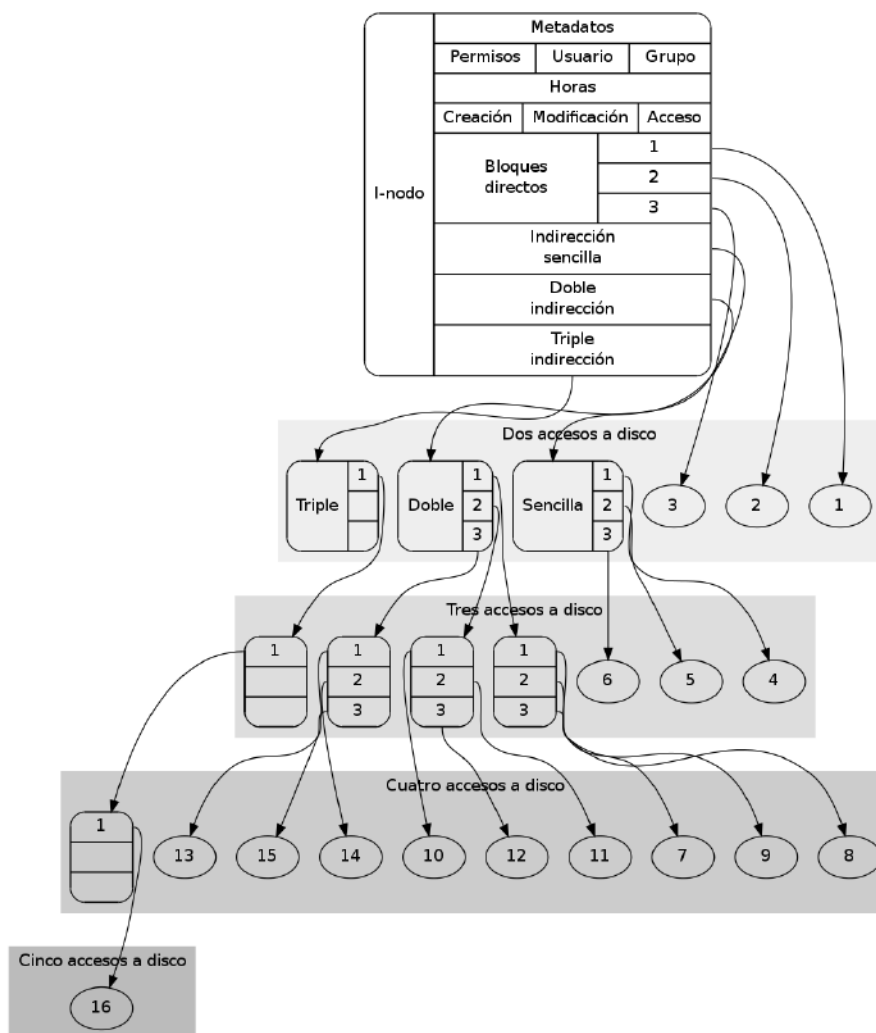 Metadatos
Permisos Usuario Grupo
Horas
Creación Modificación Acceso
I-nodo
Bloques
directos
1
2
3
Indirección
sencilla
Doble
indirección
Triple
indirección
Dos accesos a disco
Triple
1
Doble
1
2
3
Sencilla
1
2
3
3
2
1
Tres accesos a disco
1
1
2
3
1
2
3
1
2
3
6
5
4
Cuatro accesos a disco
1
13
15
14
10
12
11
7
9
8
Cinco accesos a disco
16